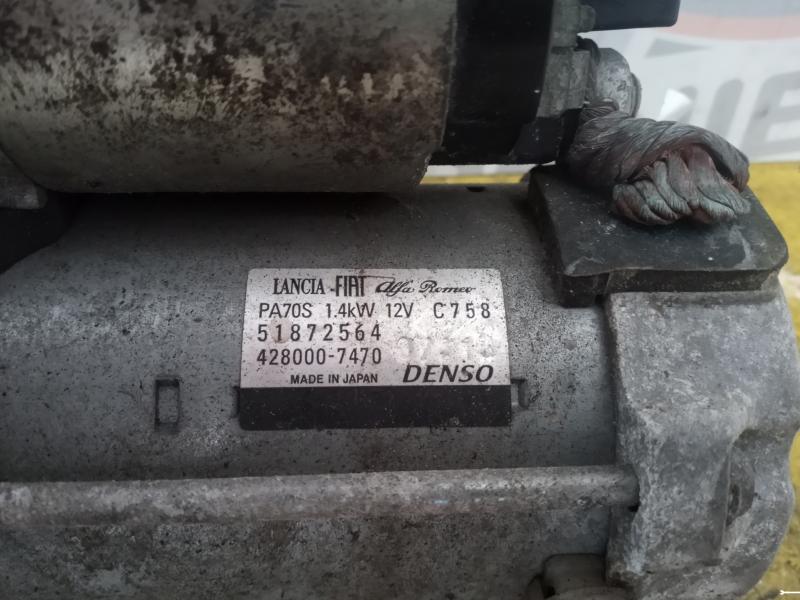 LANCIA - FIAT Alfa Romeo
PA70S 1.4kW 12V C758
51872564
428000-7470
MADE IN JAPAN DENSO